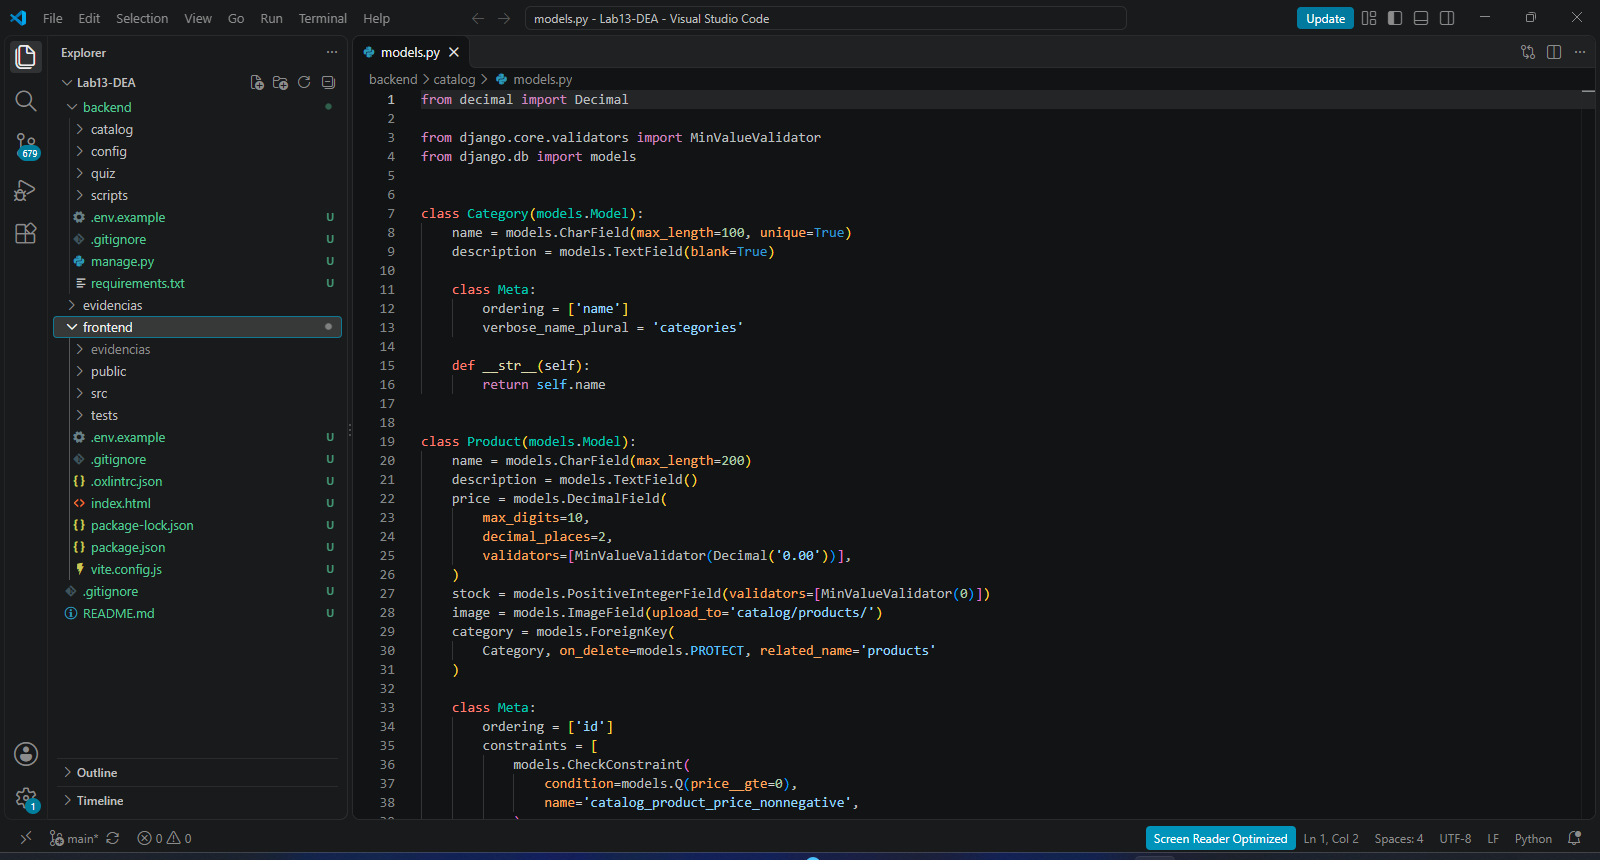 File Edit Selection View Go Run Terminal Help
models.py - Lab13-DEA - Visual Studio Code
Update
Explorer
Lab13-DEA
backend
catalog
config
quiz
scripts
.env.example U
.gitignore U
manage.py U
requirements.txt U
evidencias
frontend
evidencias
public
src
tests
.env.example U
.gitignore U
.oxlintrc.json U
index.html U
package-lock.json U
package.json U
vite.config.js U
.gitignore U
README.md U
Outline
Timeline
679
1
models.py
backend > catalog > models.py
1 from decimal import Decimal
2
3 from django.core.validators import MinValueValidator
4 from django.db import models
5
6
7 class Category(models.Model):
8 name = models.CharField(max_length=100, unique=True)
9 description = models.TextField(blank=True)
10
11 class Meta:
12 ordering = ['name']
13 verbose_name_plural = 'categories'
14
15 def __str__(self):
16 return self.name
17
18
19 class Product(models.Model):
20 name = models.CharField(max_length=200)
21 description = models.TextField()
22 price = models.DecimalField(
23 max_digits=10,
24 decimal_places=2,
25 validators=[MinValueValidator(Decimal('0.00'))],
26 )
27 stock = models.PositiveIntegerField(validators=[MinValueValidator(0)])
28 image = models.ImageField(upload_to='catalog/products/')
29 category = models.ForeignKey(
30 Category, on_delete=models.PROTECT, related_name='products'
31 )
32
33 class Meta:
34 ordering = ['id']
35 constraints = [
36 models.CheckConstraint(
37 condition=models.Q(price__gte=0),
38 name='catalog_product_price_nonnegative',
main* 0 0
Screen Reader Optimized Ln 1, Col 2 Spaces: 4 UTF-8 LF Python